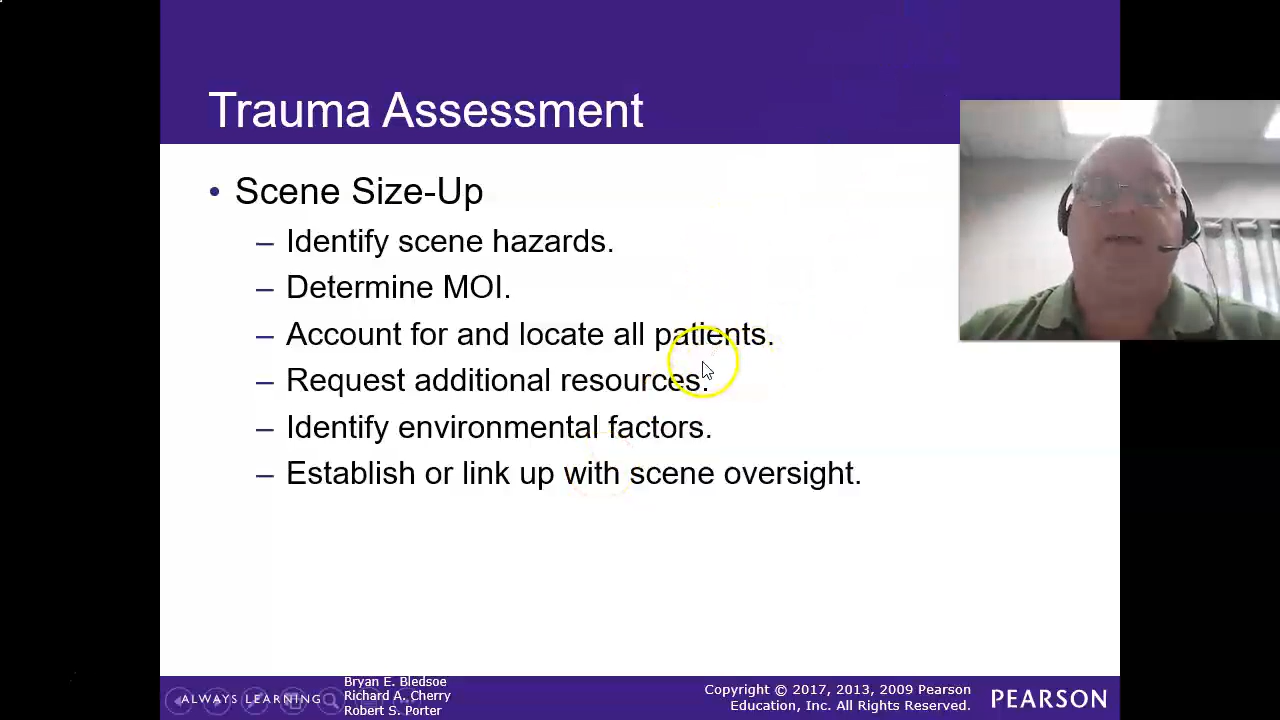 Trauma Assessment
• Scene Size-Up
– Identify scene hazards.
– Determine MOI.
– Account for and locate all patients.
– Request additional resources.
– Identify environmental factors.
– Establish or link up with scene oversight.
ALWAYS LEARNING
Bryan E. Bledsoe
Richard A. Cherry
Robert S. Porter
Copyright © 2017, 2013, 2009 Pearson
Education, Inc. All Rights Reserved.
PEARSON